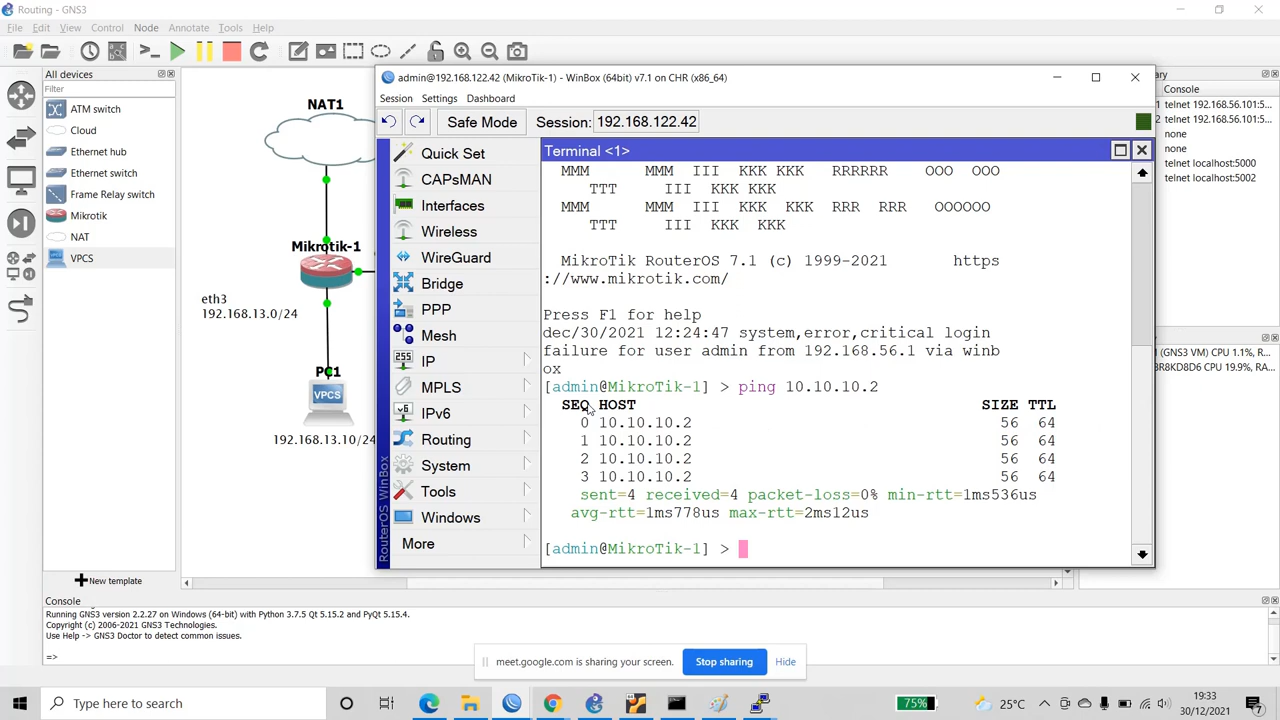 Routing - GNS3
File Edit View Control Node Annotate Tools Help
All devices
Filter
ATM switch
Cloud
Ethernet hub
Ethernet switch
Frame Relay switch
Mikrotik
NAT
VPCS
New template
NAT1
Mikrotik-1
eth3
192.168.13.0/24
PC1
VPCS
192.168.13.10/24
admin@192.168.122.42 (MikroTik-1) - WinBox (64bit) v7.1 on CHR (x86_64)
Session Settings Dashboard
Safe Mode Session: 192.168.122.42
Quick Set
CAPsMAN
Interfaces
Wireless
WireGuard
Bridge
PPP
Mesh
255 IP
MPLS
v6 IPv6
Routing
System
Tools
Windows
More
RouterOS WinBox
Terminal <1>
MMM MMM III KKK KKK RRRRRR OOO OOO
TTT III KKK KKK
MMM MMM III KKK KKK RRR RRR OOOOOO
TTT III KKK KKK
MikroTik RouterOS 7.1 (c) 1999-2021 https
://www.mikrotik.com/
Press F1 for help
dec/30/2021 12:24:47 system,error,critical login
failure for user admin from 192.168.56.1 via winb
ox
[admin@MikroTik-1] > ping 10.10.10.2
SEQ HOST SIZE TTL
0 10.10.10.2 56 64
1 10.10.10.2 56 64
2 10.10.10.2 56 64
3 10.10.10.2 56 64
sent=4 received=4 packet-loss=0% min-rtt=1ms536us
avg-rtt=1ms778us max-rtt=2ms12us
[admin@MikroTik-1] >
Console
1 telnet 192.168.56.101:5...
2 telnet 192.168.56.101:5...
none
none
telnet localhost:5000
telnet localhost:5002
(GNS3 VM) CPU 1.1%, R...
BR8KD8D6 CPU 19.9%, R...
Console
Running GNS3 version 2.2.27 on Windows (64-bit) with Python 3.7.5 Qt 5.15.2 and PyQt 5.15.4.
Copyright (c) 2006-2021 GNS3 Technologies.
Use Help -> GNS3 Doctor to detect common issues.
=>
meet.google.com is sharing your screen. Stop sharing Hide
Type here to search
75%
25°C
19:33
30/12/2021
7